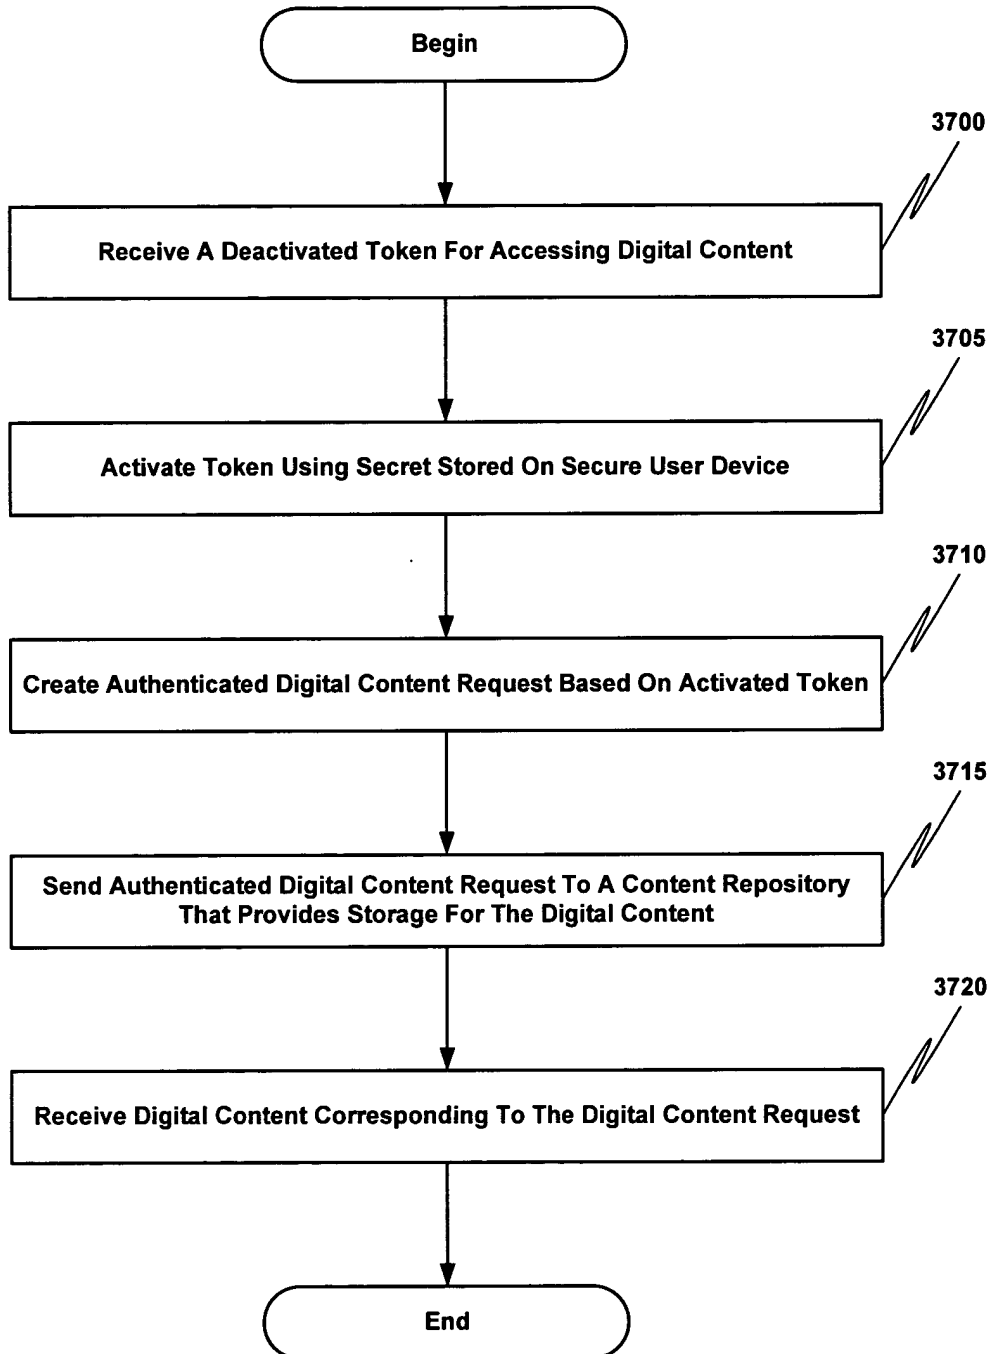 Begin
3700
Receive A Deactivated Token For Accessing Digital Content
3705
Activate Token Using Secret Stored On Secure User Device
3710
Create Authenticated Digital Content Request Based On Activated Token
3715
Send Authenticated Digital Content Request To A Content Repository
That Provides Storage For The Digital Content
3720
Receive Digital Content Corresponding To The Digital Content Request
End